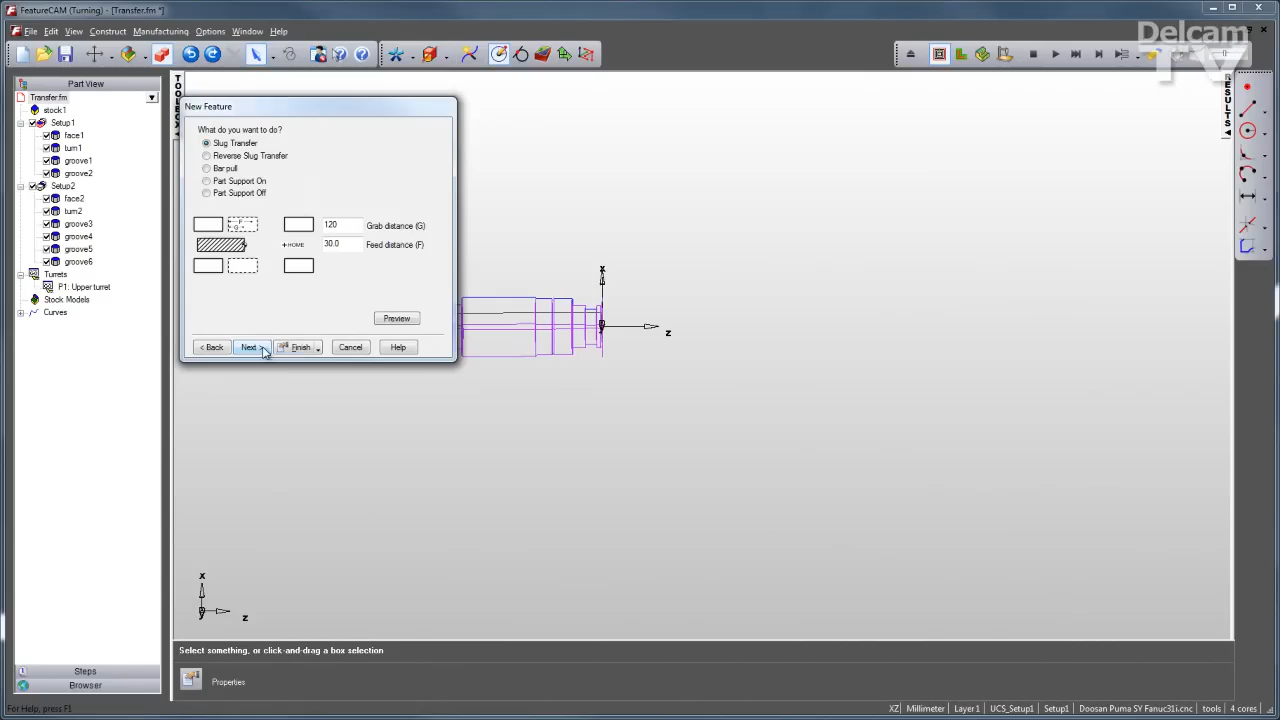 FeatureCAM (Turning) - [Transfer.fm *]
File Edit View Construct Manufacturing Options Window Help
Delcam
TV
Part View
Transfer.fm
stock1
Setup1
face1
turn1
groove1
groove2
Setup2
face2
turn2
groove3
groove4
groove5
groove6
Turrets
P1: Upper turret
Stock Models
Curves
Steps
Browser
TOOLBOX
New Feature
What do you want to do?
Slug Transfer
Reverse Slug Transfer
Bar pull
Part Support On
Part Support Off
F
G
+HOME
120 Grab distance (G)
30.0 Feed distance (F)
Preview
< Back Next > Finish Cancel Help
RESULTS
x
z
x
y
z
Select something, or click-and-drag a box selection
Properties
For Help, press F1
XZ Millimeter Layer1 UCS_Setup1 Setup1 Doosan Puma SY Fanuc31i.cnc tools 4 cores